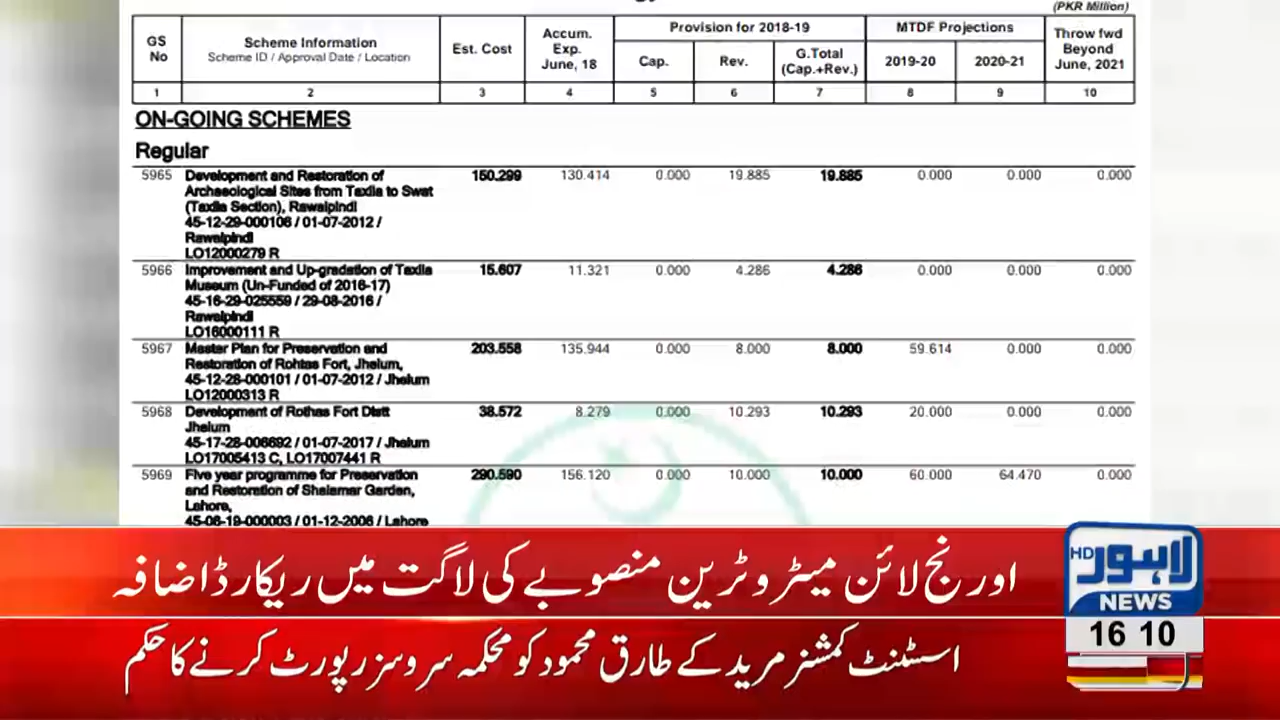 (PKR Million)
GS No | Scheme Information Scheme ID / Approval Date / Location | Est. Cost | Accum. Exp. June, 18 | Provision for 2018-19 | MTDF Projections | Throw fwd Beyond June, 2021
Cap. | Rev. | G.Total (Cap.+Rev.) | 2019-20 | 2020-21
1 2 3 4 5 6 7 8 9 10
ON-GOING SCHEMES
Regular
5965 Development and Restoration of 150.299 130.414 0.000 19.885 19.885 0.000 0.000 0.000
Archaeological Sites from Taxila to Swat
(Taxila Section), Rawalpindi
45-12-29-000106 / 01-07-2012 /
Rawalpindi
LO12000279 R
5966 Improvement and Up-gradation of Taxila 15.607 11.321 0.000 4.286 4.286 0.000 0.000 0.000
Museum (Un-Funded of 2016-17)
45-16-29-025559 / 29-08-2016 /
Rawalpindi
LO16000111 R
5967 Master Plan for Preservation and 203.558 135.944 0.000 8.000 8.000 59.614 0.000 0.000
Restoration of Rohtas Fort, Jhelum,
45-12-28-000101 / 01-07-2012 / Jhelum
LO12000313 R
5968 Development of Rothas Fort Distt 38.572 8.279 0.000 10.293 10.293 20.000 0.000 0.000
Jhelum
45-17-28-006692 / 01-07-2017 / Jhelum
LO17005413 C, LO17007441 R
5969 Five year programme for Preservation 290.590 156.120 0.000 10.000 10.000 60.000 64.470 0.000
and Restoration of Shalamar Garden,
Lahore,
45-06-19-000003 / 01-12-2006 / Lahore
اورنج لائن میٹروٹرین منصوبے کی لاگت میں ریکارڈ اضافہ
اسسٹنٹ کمشنر مریدکے طارق محمود کو محکمہ سروسز رپورٹ کرنے کا حکم
HD لاہور
NEWS
16 10